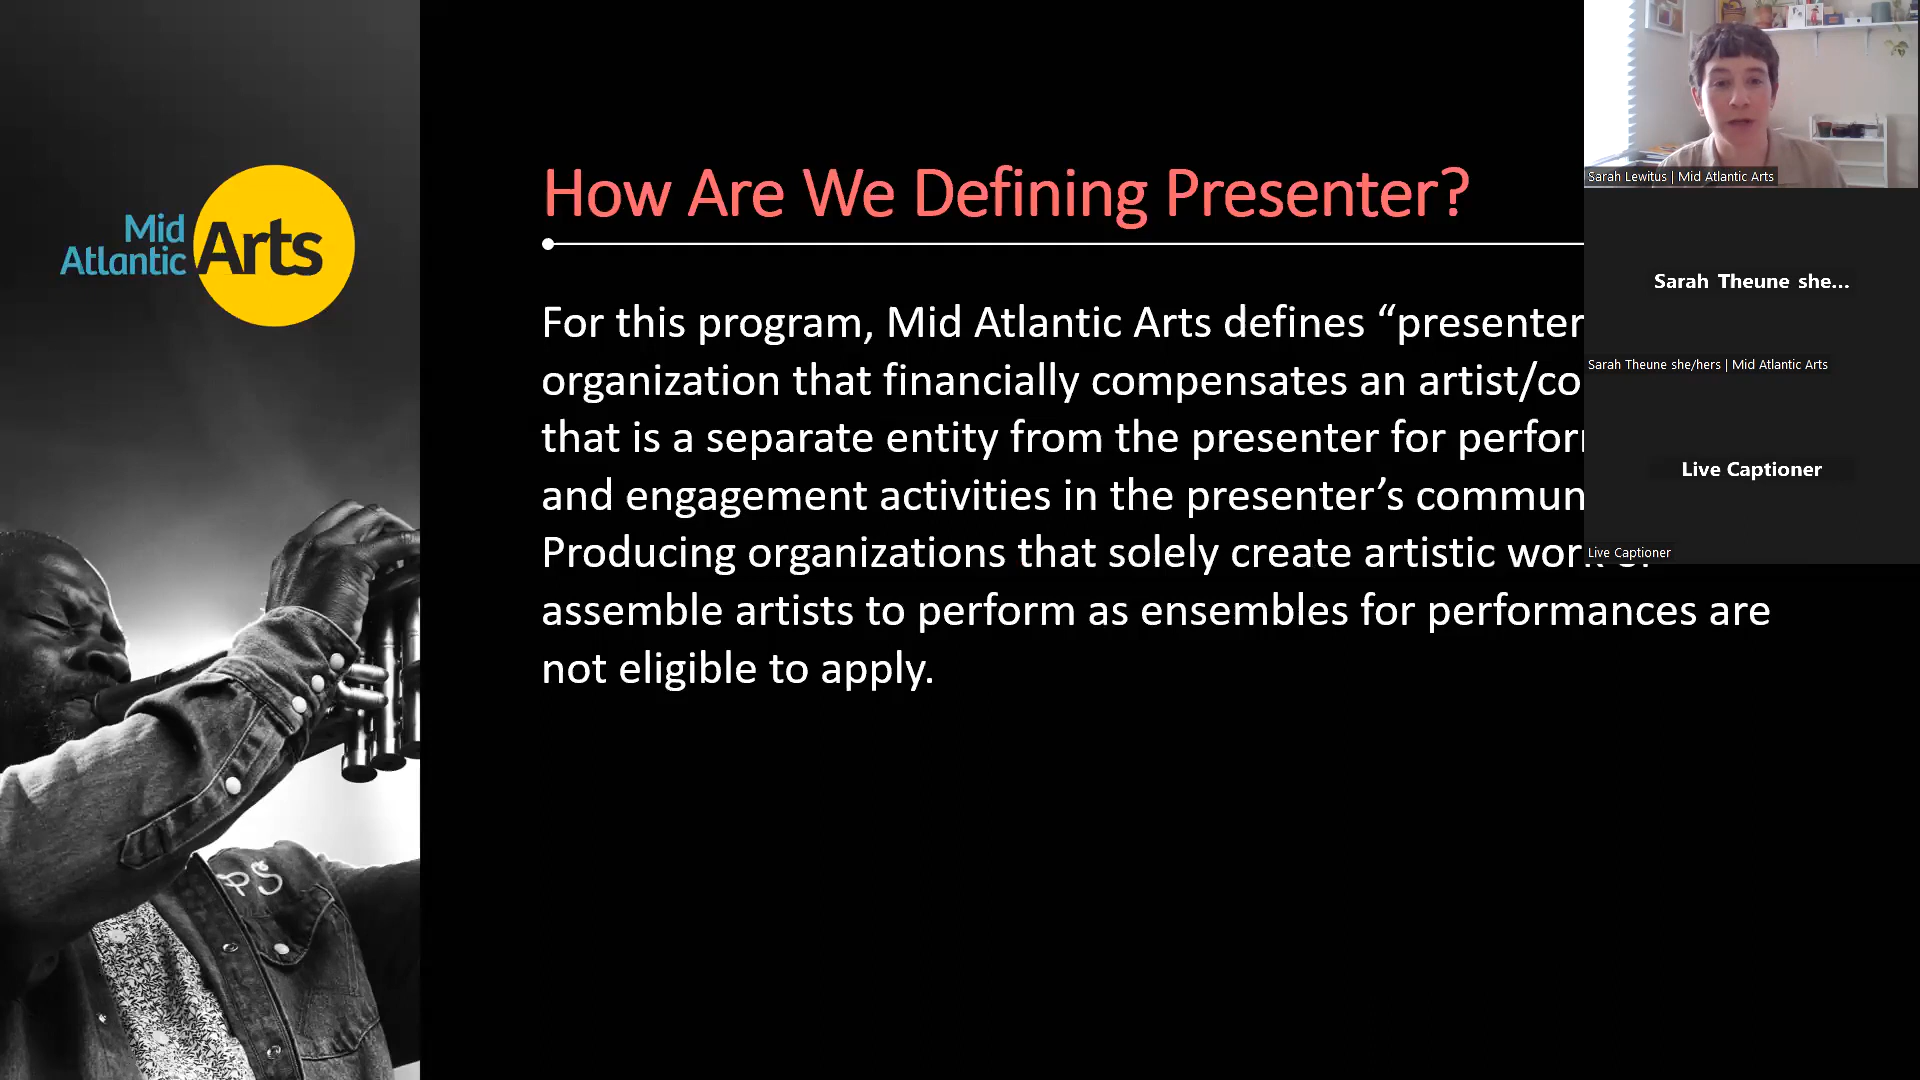 Mid
Atlantic Arts
How Are We Defining Presenter?
For this program, Mid Atlantic Arts defines “presenter
organization that financially compensates an artist/co
that is a separate entity from the presenter for perfor
and engagement activities in the presenter’s commun
Producing organizations that solely create artistic work or
assemble artists to perform as ensembles for performances are
not eligible to apply.
PS
Sarah Lewitus | Mid Atlantic Arts
Sarah Theune she...
Sarah Theune she/hers | Mid Atlantic Arts
Live Captioner
Live Captioner